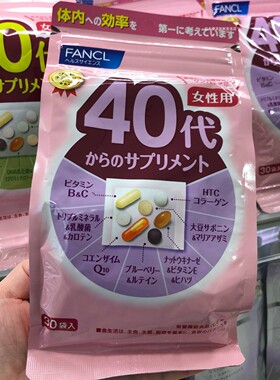 体内への効率を
第一に考えています
FANCL
ヘルスサイエンス
女性用
40代
からのサプリメント
ビタミン
B&C
HTC
コラーゲン
トリプルミネラル
&乳酸菌
&カロテン
大豆サポニン
&マリアアザミ
コエンザイム
Q10
ブルーベリー
&ルテイン
ナットウキナーゼ
&ビタミンE
&ヒハツ
30袋入